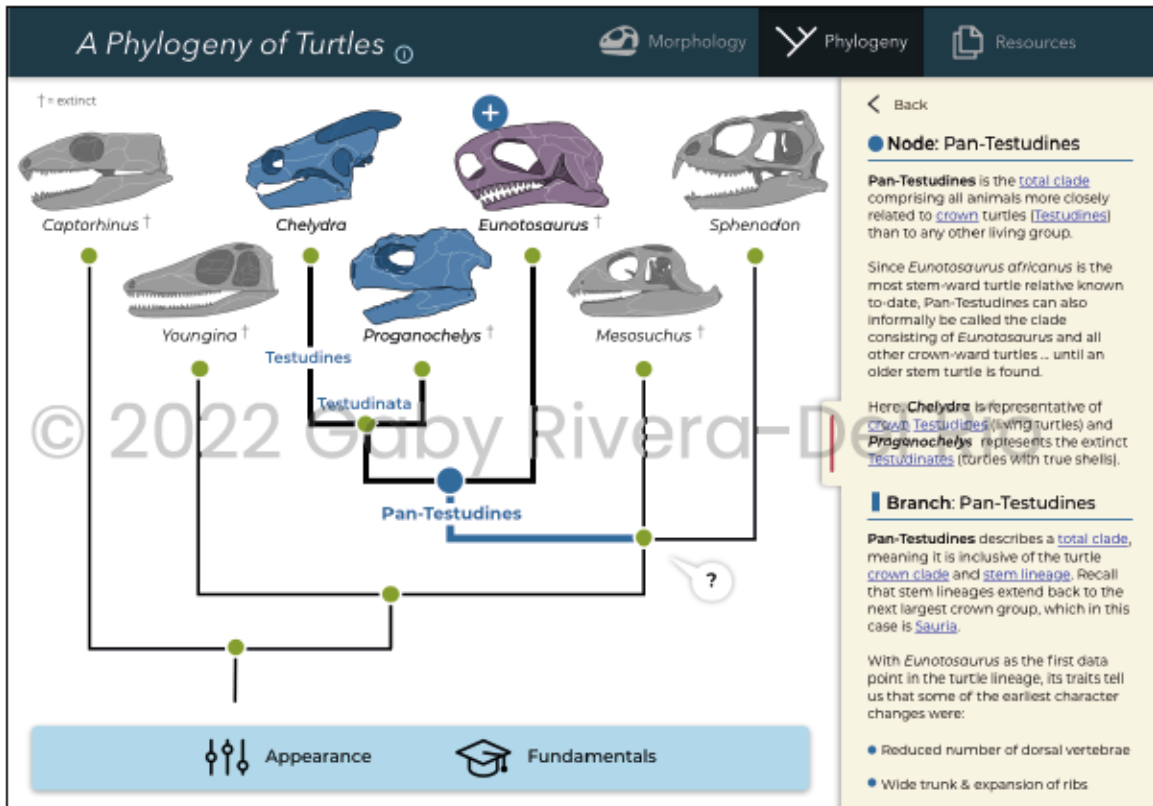 A Phylogeny of Turtles
Morphology
Phylogeny
Resources
† = extinct
Captorhinus †
Chelydra
Eunotosaurus †
Sphenodon
Youngina †
Proganochelys †
Mesosuchus †
Testudines
Testudinata
Pan-Testudines
?
© 2022 Gaby Rivera-Del Rio
Appearance
Fundamentals
Back
Node: Pan-Testudines
Pan-Testudines is the total clade
comprising all animals more closely
related to crown turtles (Testudines)
than to any other living group.
Since Eunotosaurus africanus is the
most stem-ward turtle relative known
to-date, Pan-Testudines can also
informally be called the clade
consisting of Eunotosaurus and all
other crown-ward turtles ... until an
older stem turtle is found.
Here, Chelydra is representative of
crown Testudines (living turtles) and
Proganochelys represents the extinct
Testudinates (turtles with true shells).
Branch: Pan-Testudines
Pan-Testudines describes a total clade,
meaning it is inclusive of the turtle
crown clade and stem lineage. Recall
that stem lineages extend back to the
next largest crown group, which in this
case is Sauria.
With Eunotosaurus as the first data
point in the turtle lineage, its traits tell
us that some of the earliest character
changes were:
Reduced number of dorsal vertebrae
Wide trunk & expansion of ribs